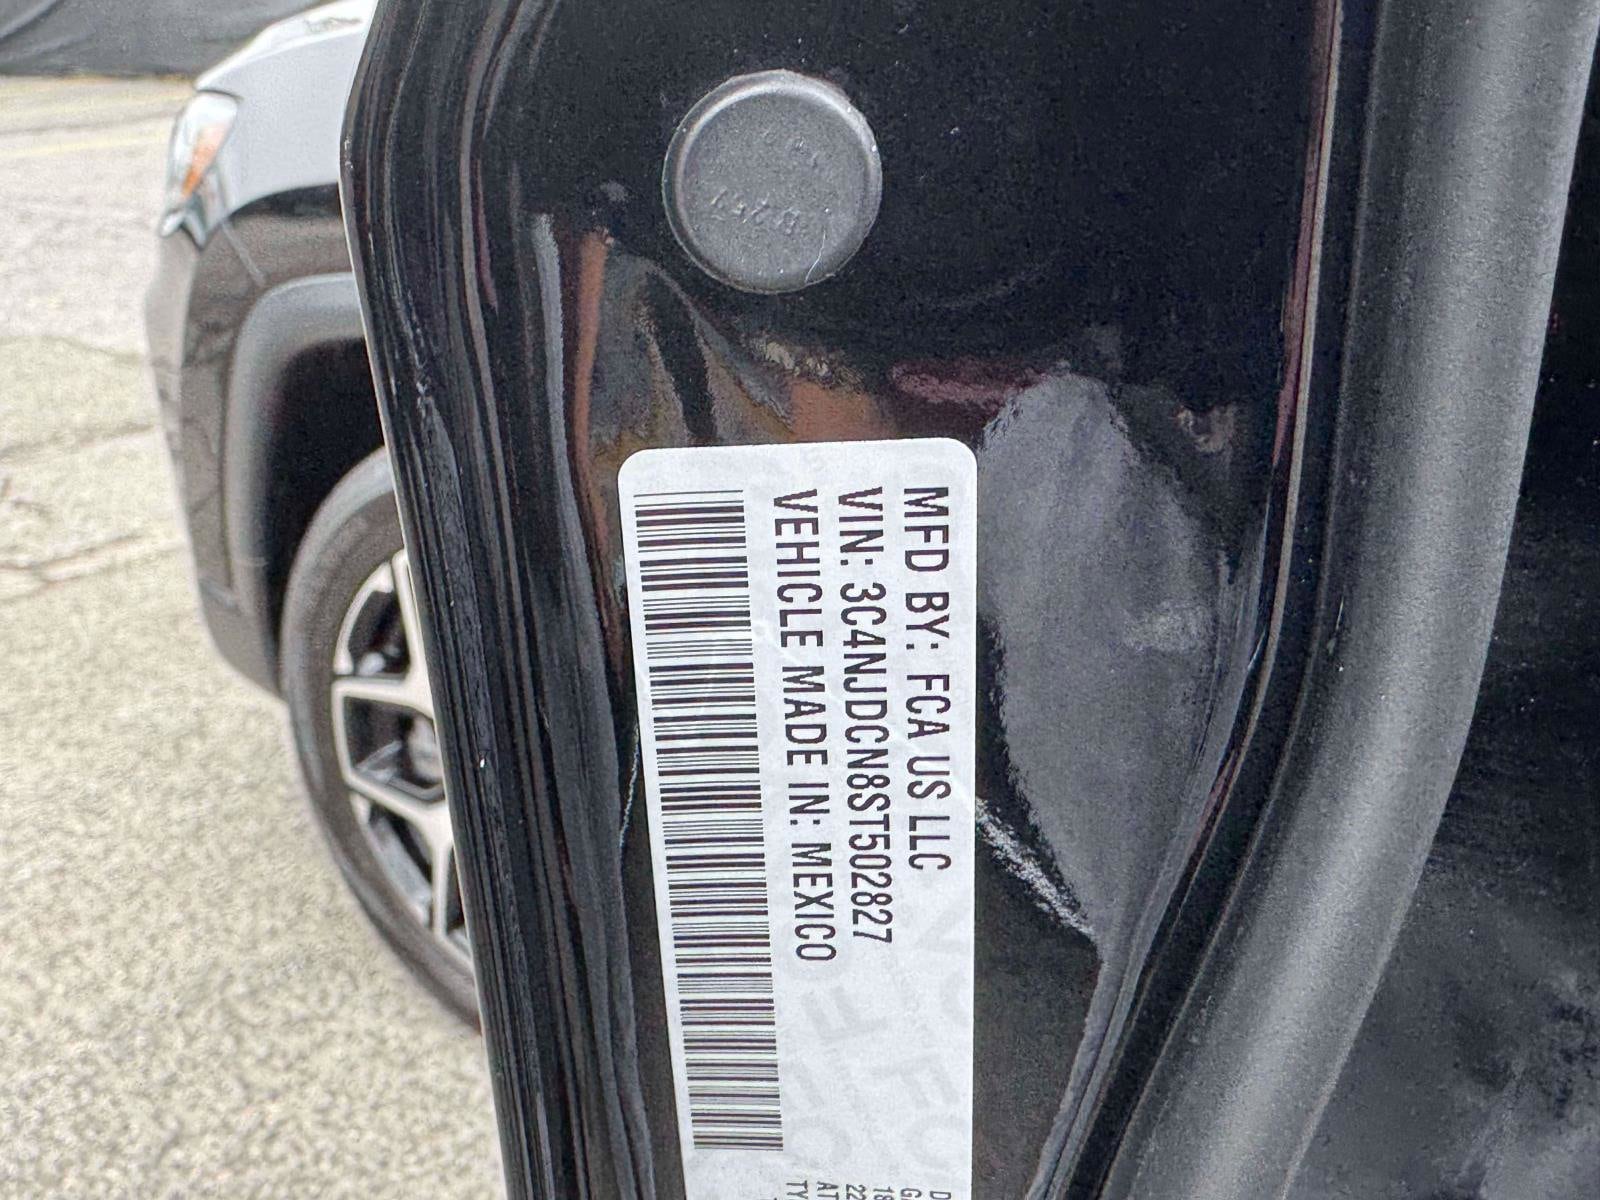 MFD BY: FCA US LLC
VIN: 3C4NJDCN8ST502827
VEHICLE MADE IN: MEXICO